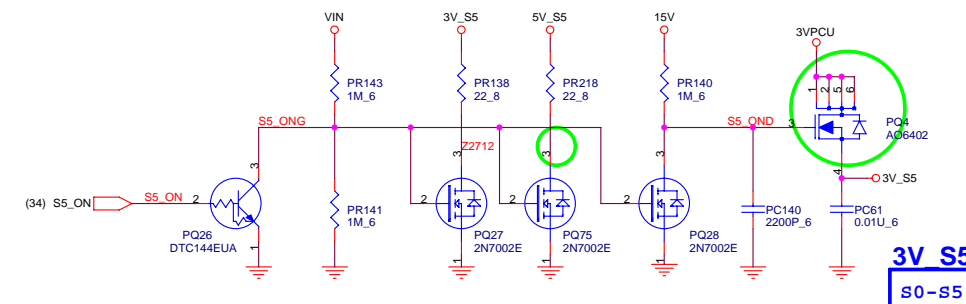 VIN
3V_S5
5V_S5
15V
3VPCU
PR143
1M_6
PR138
22_8
PR218
22_8
PR140
1M_6
1
2
5
6
S5_ONG
S5_OND
3
PQ4
AO6402
3
Z2712
3
3
3
4
3V_S5
(34) S5_ON
S5_ON
2
2
2
2
PQ26
DTC144EUA
PR141
1M_6
PQ27
2N7002E
PQ75
2N7002E
PQ28
2N7002E
PC140
2200P_6
PC61
0.01U_6
1
1
1
1
3V_S5
S0-S5